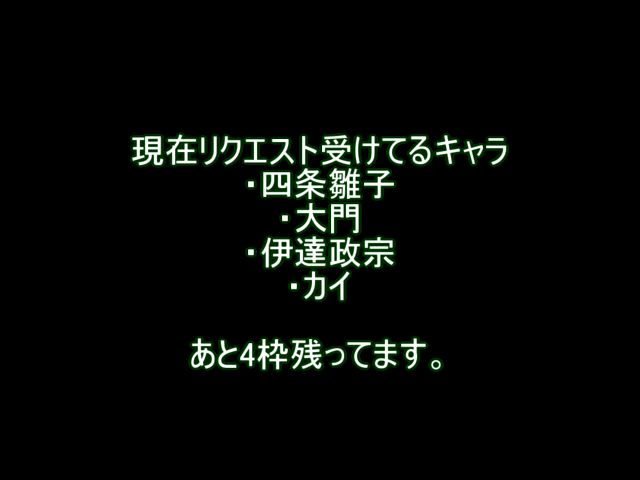 現在リクエスト受けてるキャラ
・四条雛子
・大門
・伊達政宗
・カイ
あと4枠残ってます。